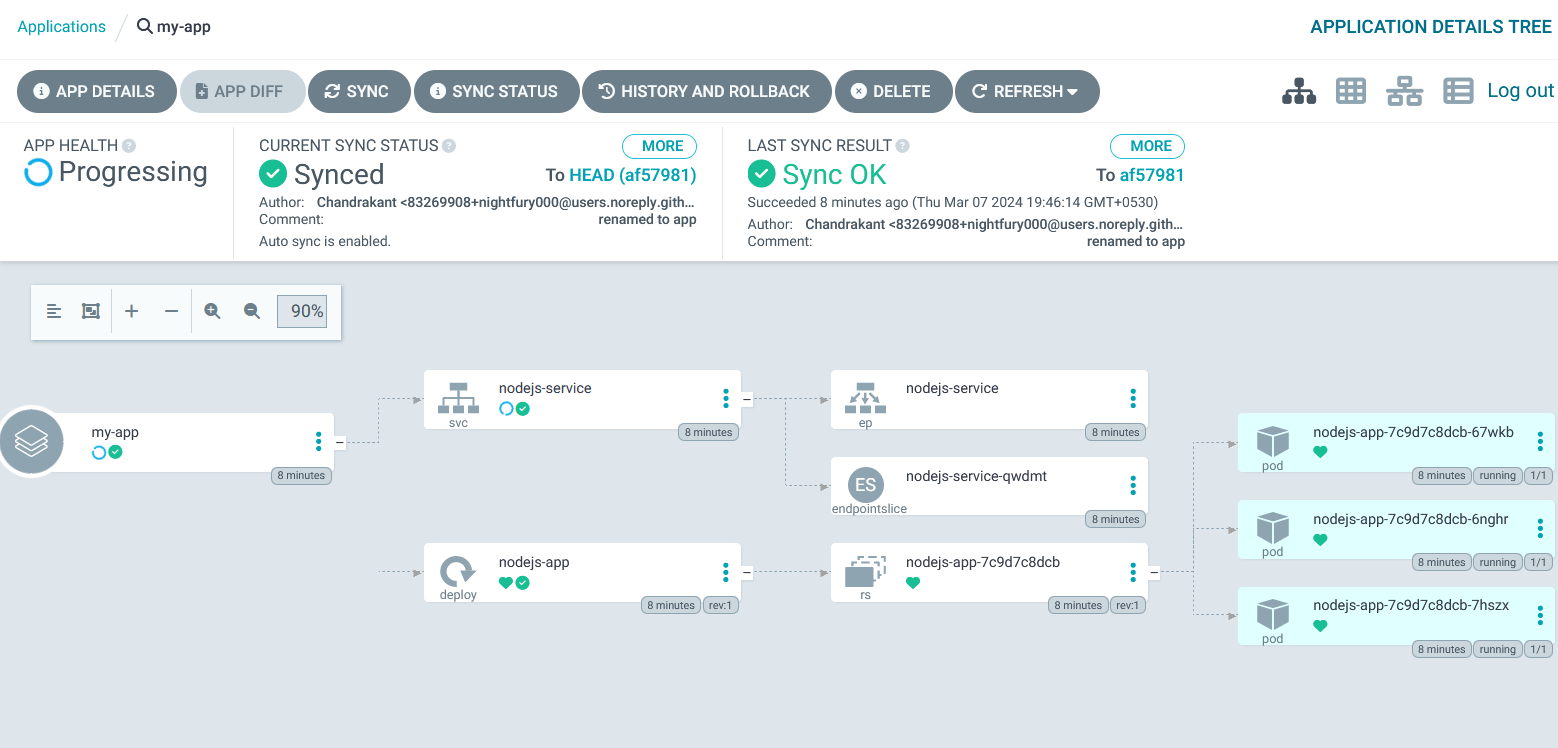 Applications / my-app
APPLICATION DETAILS TREE
APP DETAILS
APP DIFF
SYNC
SYNC STATUS
HISTORY AND ROLLBACK
DELETE
REFRESH
Log out
APP HEALTH
Progressing
CURRENT SYNC STATUS
MORE
Synced
To HEAD (af57981)
Author: Chandrakant <83269908+nightfury000@users.noreply.gith...
Comment: renamed to app
Auto sync is enabled.
LAST SYNC RESULT
MORE
Sync OK
To af57981
Succeeded 8 minutes ago (Thu Mar 07 2024 19:46:14 GMT+0530)
Author: Chandrakant <83269908+nightfury000@users.noreply.gith...
Comment: renamed to app
90%
my-app
8 minutes
nodejs-service
svc
8 minutes
nodejs-app
deploy
8 minutes
rev:1
nodejs-service
ep
8 minutes
ES
nodejs-service-qwdmt
endpointslice
8 minutes
nodejs-app-7c9d7c8dcb
rs
8 minutes
rev:1
nodejs-app-7c9d7c8dcb-67wkb
pod
8 minutes
running
1/1
nodejs-app-7c9d7c8dcb-6nghr
pod
8 minutes
running
1/1
nodejs-app-7c9d7c8dcb-7hszx
pod
8 minutes
running
1/1